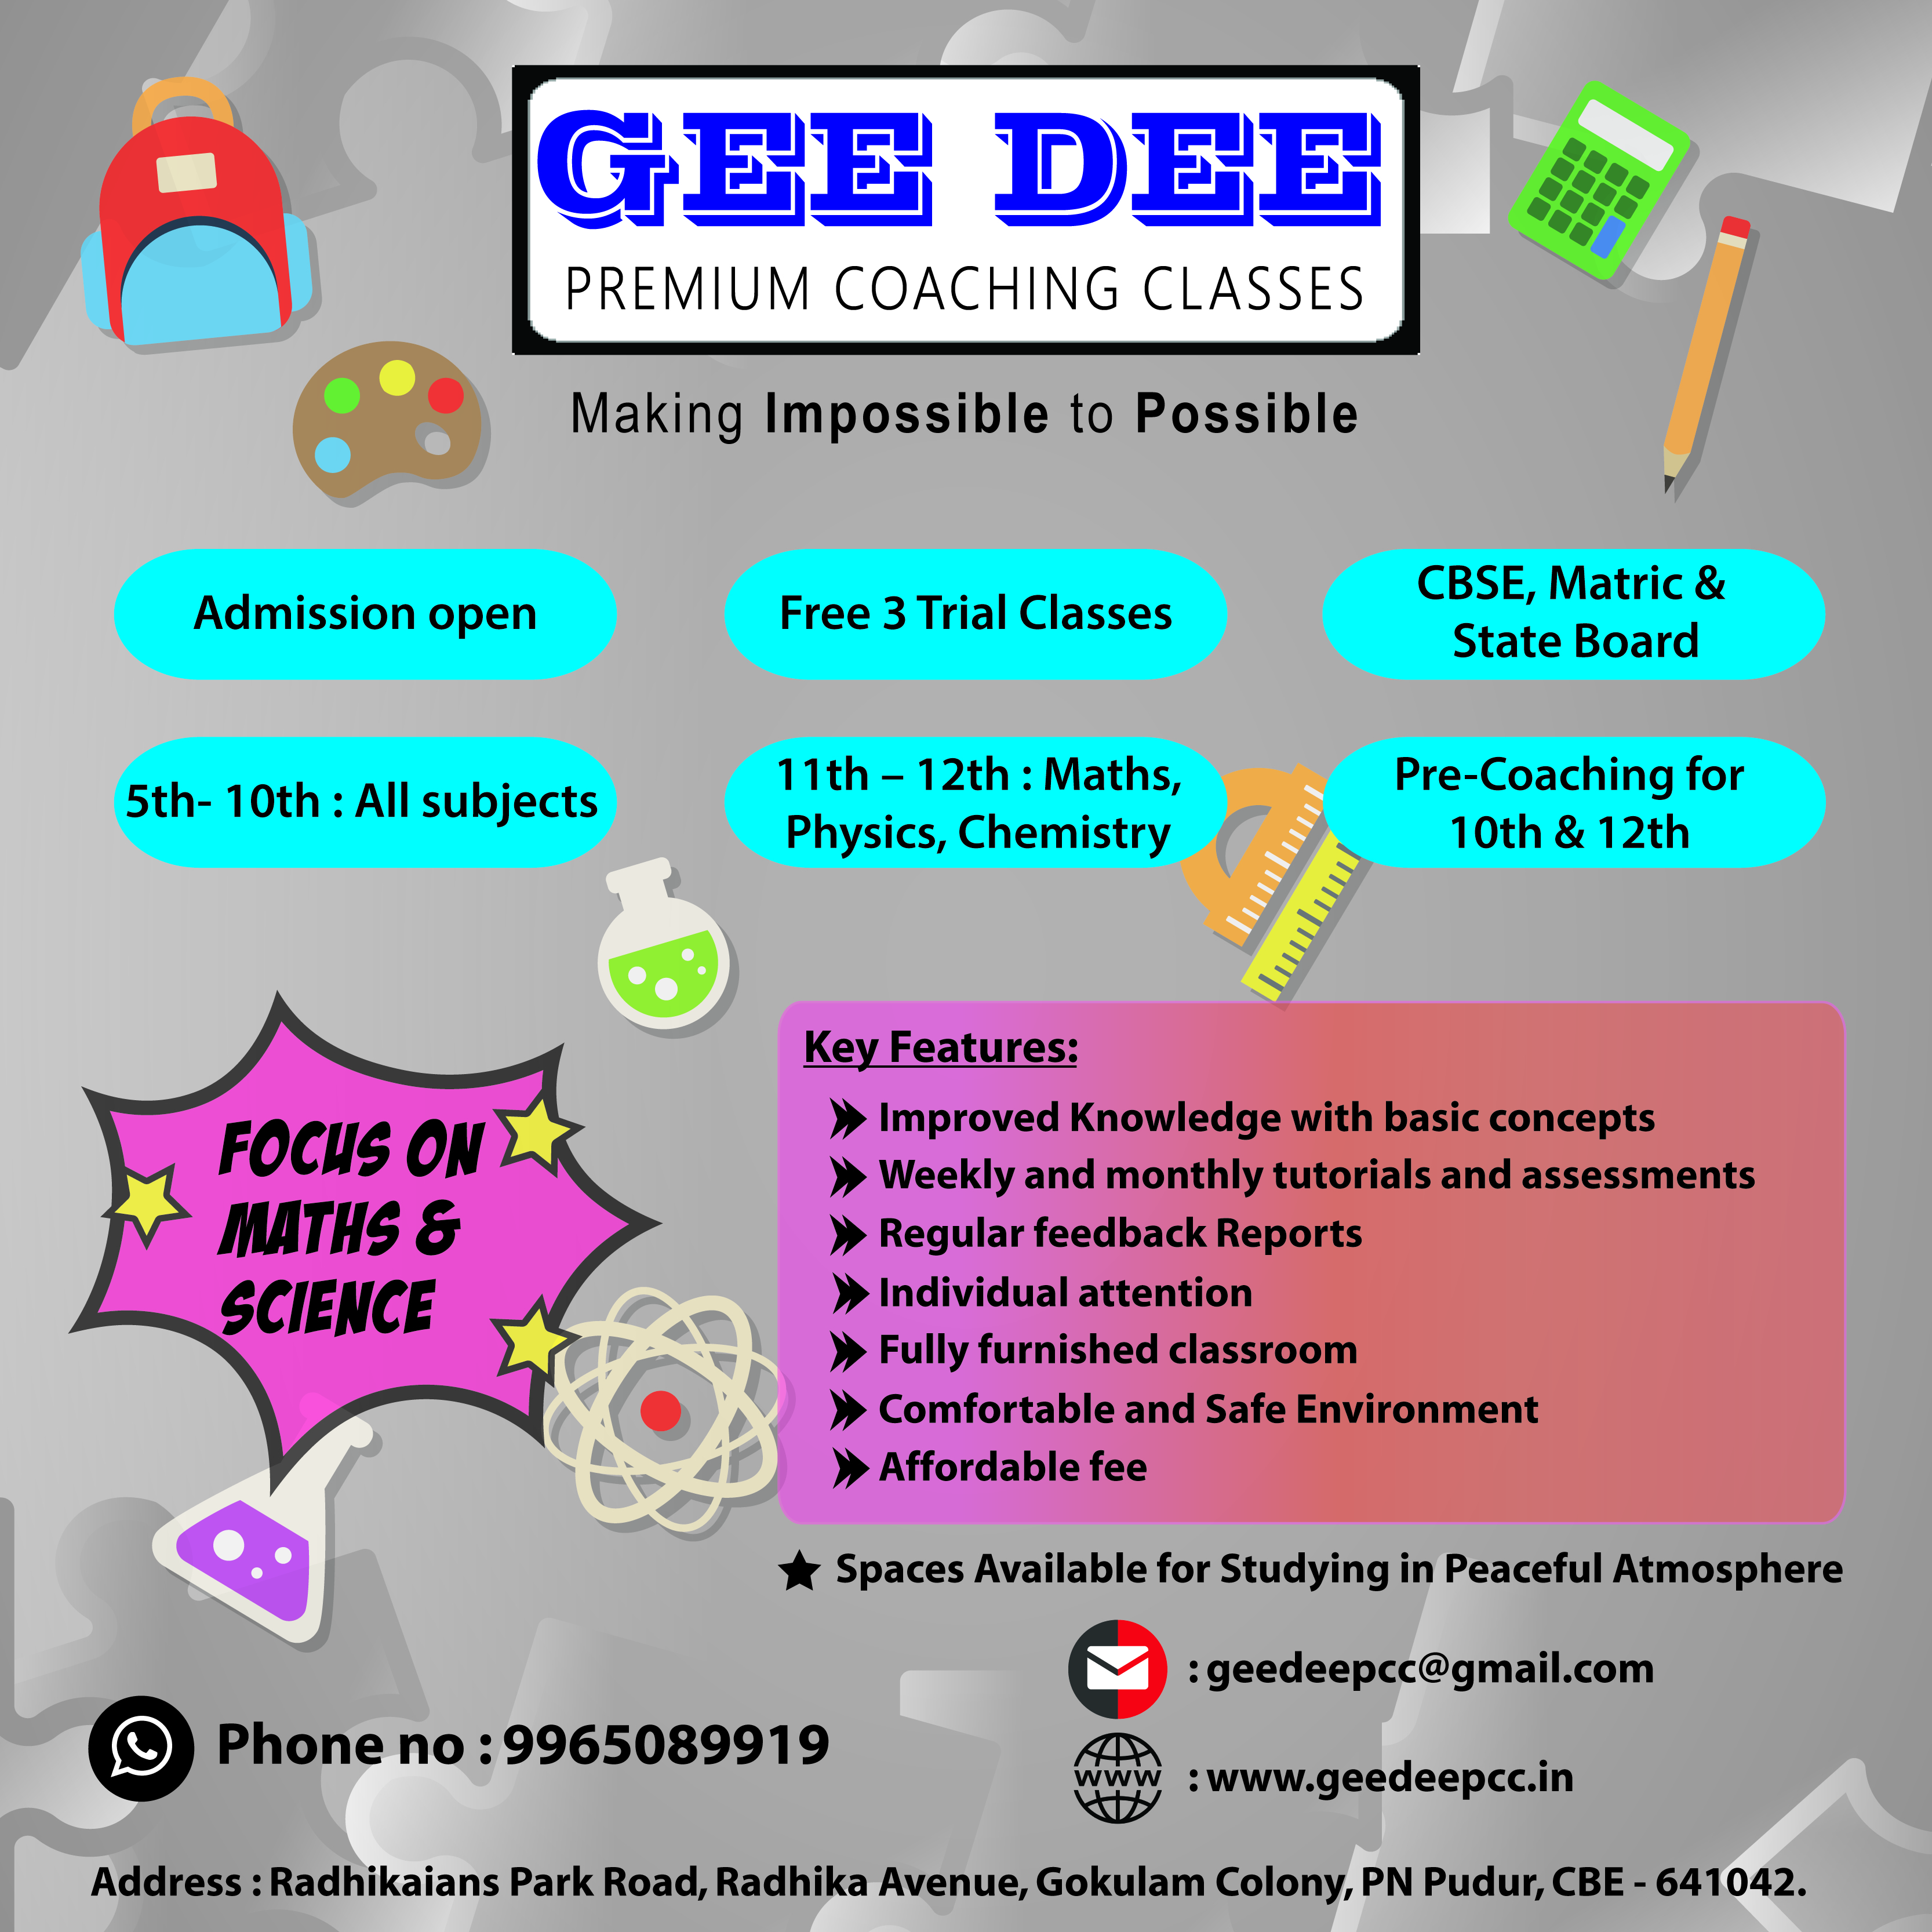 GEE DEE
PREMIUM COACHING CLASSES
Making Impossible to Possible
Admission open
Free 3 Trial Classes
CBSE, Matric &
State Board
5th- 10th : All subjects
11th – 12th : Maths,
Physics, Chemistry
Pre-Coaching for
10th & 12th
FOCUS ON
MATHS &
SCIENCE
Key Features:
Improved Knowledge with basic concepts
Weekly and monthly tutorials and assessments
Regular feedback Reports
Individual attention
Fully furnished classroom
Comfortable and Safe Environment
Affordable fee
Spaces Available for Studying in Peaceful Atmosphere
: geedeepcc@gmail.com
Phone no : 9965089919
www
: www.geedeepcc.in
Address : Radhikaians Park Road, Radhika Avenue, Gokulam Colony, PN Pudur, CBE - 641042.